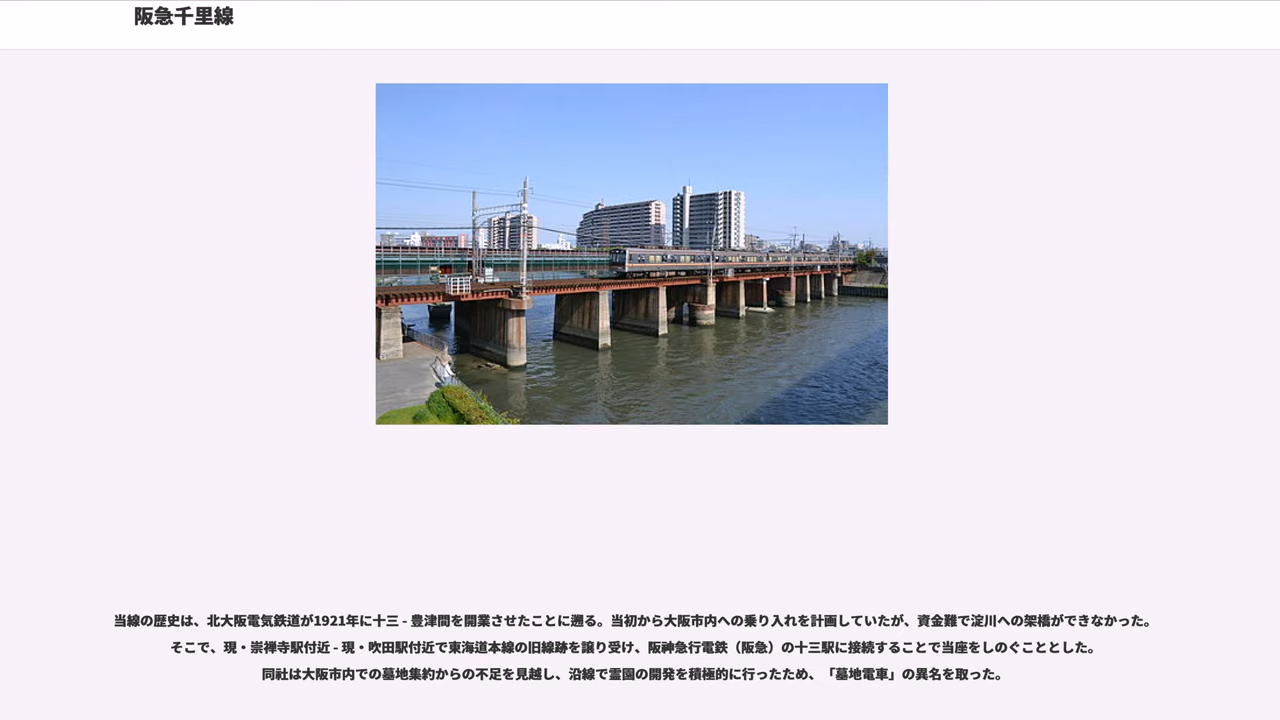 阪急千里線
当線の歴史は、北大阪電気鉄道が1921年に十三 - 豊津間を開業させたことに遡る。当初から大阪市内への乗り入れを計画していたが、資金難で淀川への架橋ができなかった。
そこで、現・崇禅寺駅付近 - 現・吹田駅付近で東海道本線の旧線跡を譲り受け、阪神急行電鉄（阪急）の十三駅に接続することで当座をしのぐこととした。
同社は大阪市内での墓地集約からの不足を見越し、沿線で霊園の開発を積極的に行ったため、「墓地電車」の異名を取った。